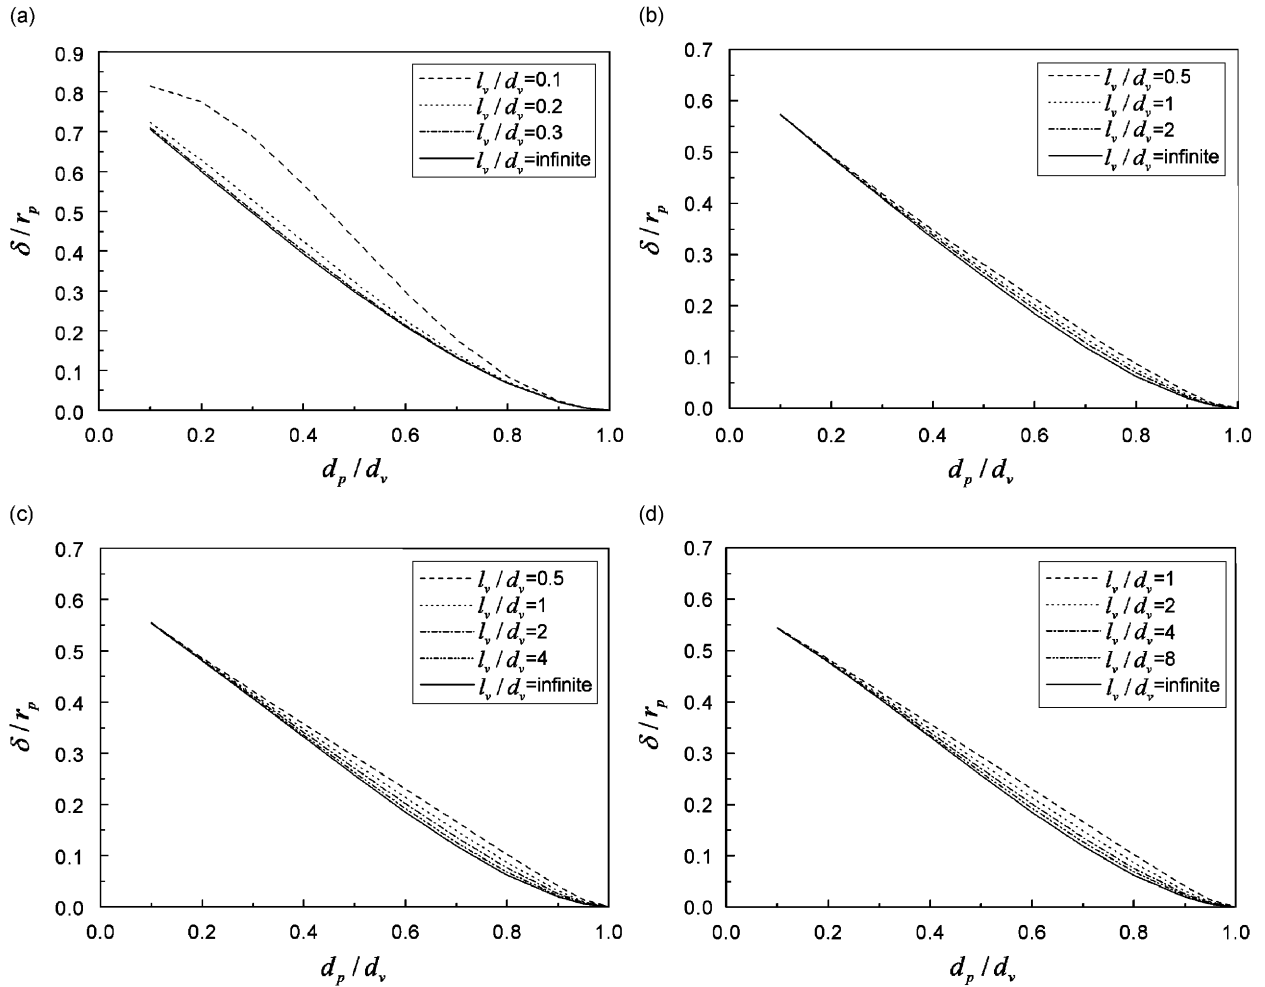 (a)
0.9
0.8
0.7
0.6
0.5
0.4
0.3
0.2
0.1
0.0
δ/r_p
l_v/d_v=0.1
l_v/d_v=0.2
l_v/d_v=0.3
l_v/d_v=infinite
0.0 0.2 0.4 0.6 0.8 1.0
d_p/d_v
(b)
0.7
0.6
0.5
0.4
0.3
0.2
0.1
0.0
δ/r_p
l_v/d_v=0.5
l_v/d_v=1
l_v/d_v=2
l_v/d_v=infinite
0.0 0.2 0.4 0.6 0.8 1.0
d_p/d_v
(c)
0.7
0.6
0.5
0.4
0.3
0.2
0.1
0.0
δ/r_p
l_v/d_v=0.5
l_v/d_v=1
l_v/d_v=2
l_v/d_v=4
l_v/d_v=infinite
0.0 0.2 0.4 0.6 0.8 1.0
d_p/d_v
(d)
0.7
0.6
0.5
0.4
0.3
0.2
0.1
0.0
δ/r_p
l_v/d_v=1
l_v/d_v=2
l_v/d_v=4
l_v/d_v=8
l_v/d_v=infinite
0.0 0.2 0.4 0.6 0.8 1.0
d_p/d_v